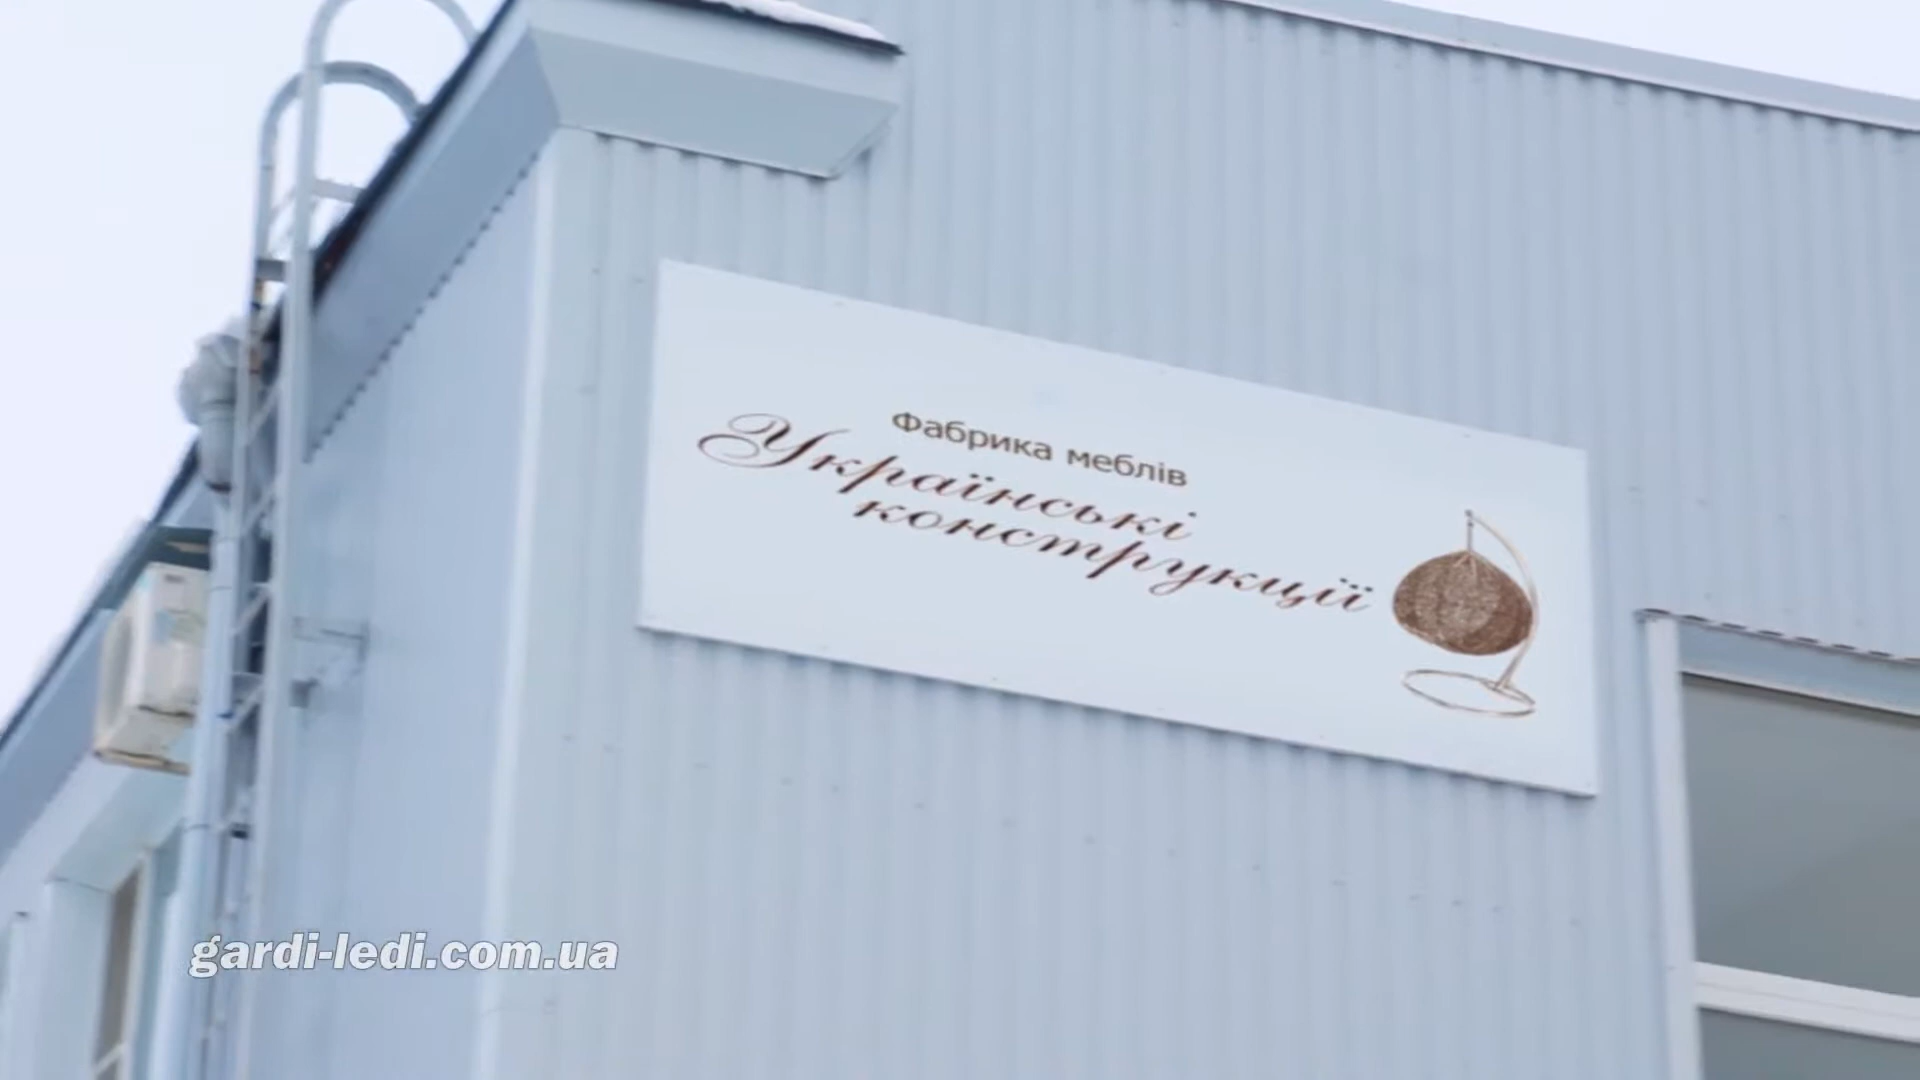 Фабрика меблів
Українські
конструкції
gardi-ledi.com.ua